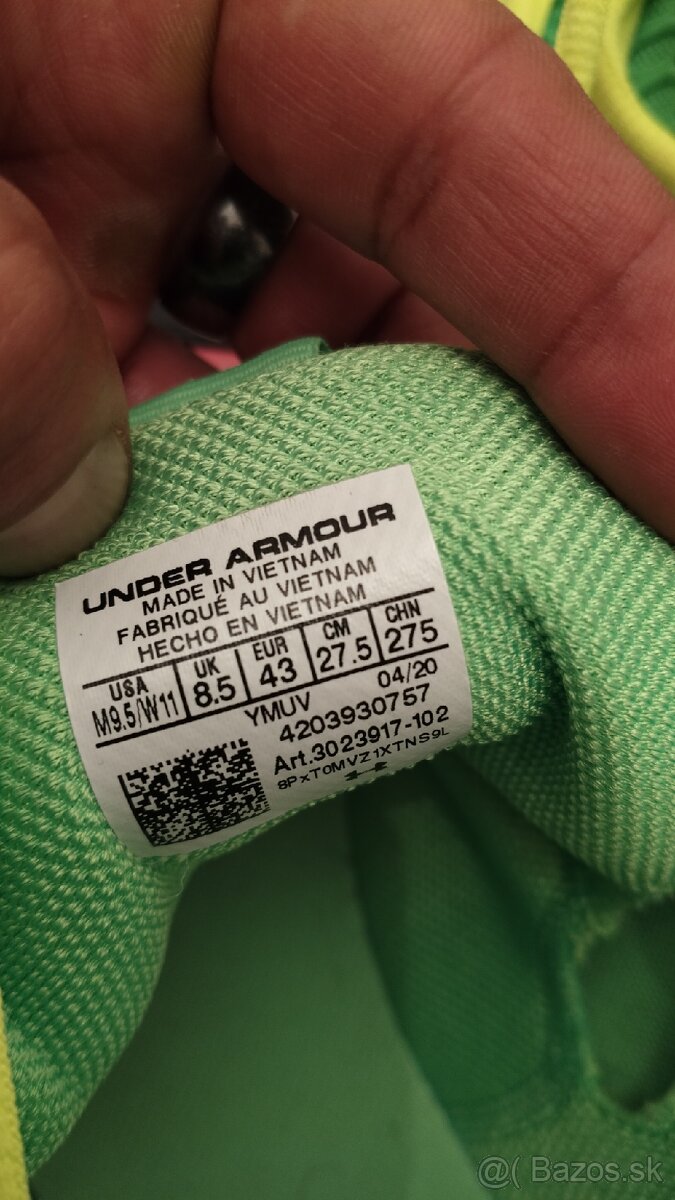 UNDER ARMOUR
MADE IN VIETNAM
FABRIQUÉ AU VIETNAM
HECHO EN VIETNAM
USA UK EUR CM CHN
M9.5/W11 8.5 43 27.5 275
YMUV 04/20
4203930757
Art.3023917-102
8PxT0MVZ1XTNS9L
@( Bazos.sk